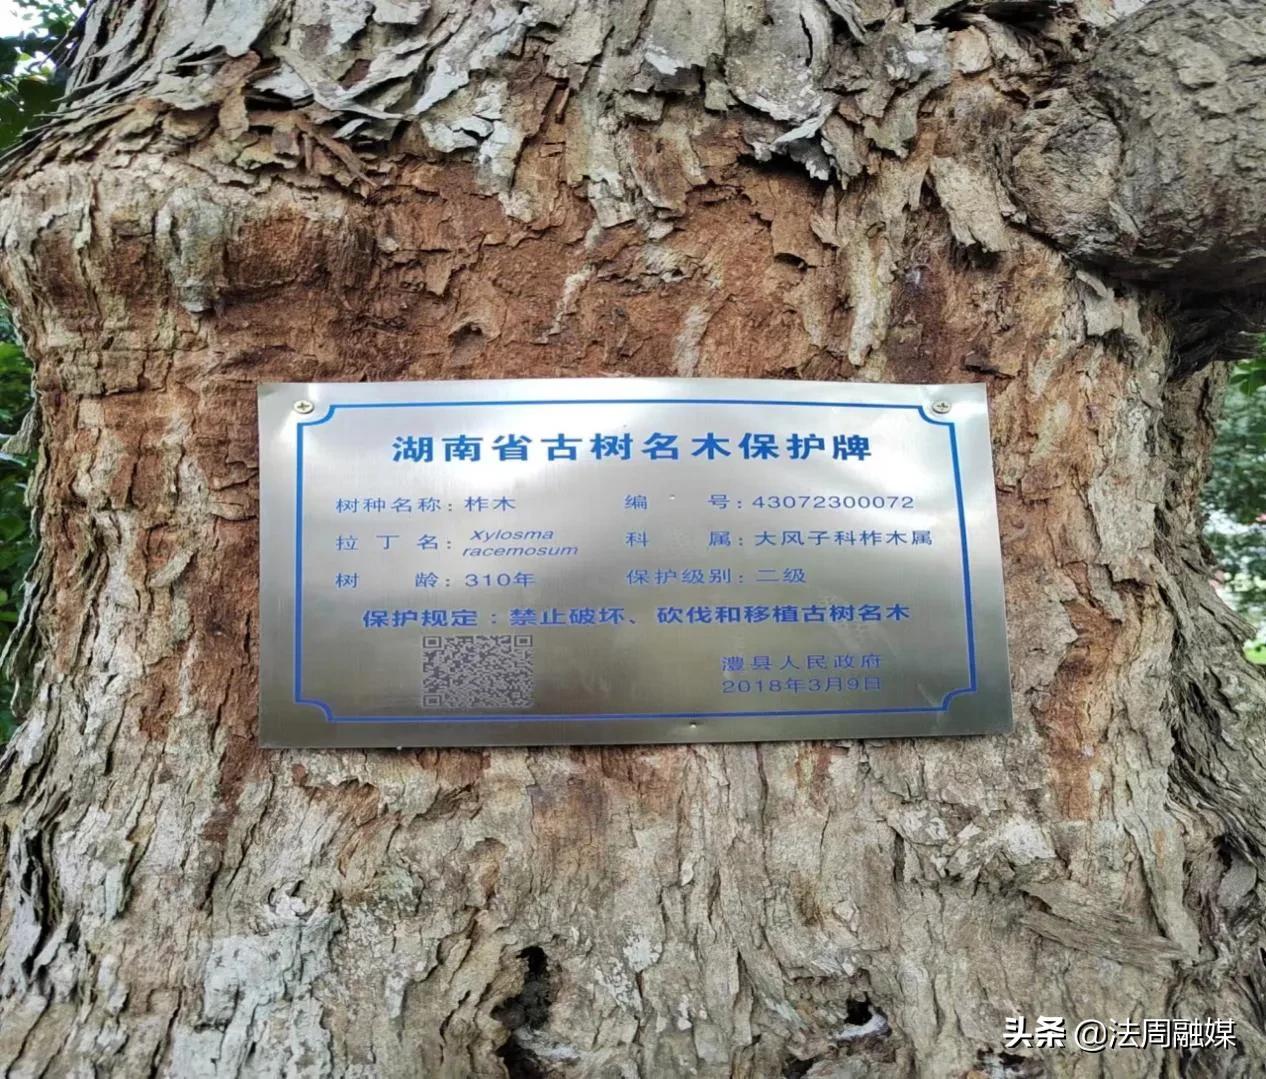 湖南省古树名木保护牌
树种名称：柞木 编 号：43072300072
拉丁名：Xylosma racemosum 科 属：大风子科柞木属
树 龄：310年 保护级别：二级
保护规定：禁止破坏、砍伐和移植古树名木
澧县人民政府
2018年3月9日
头条 @法周融媒